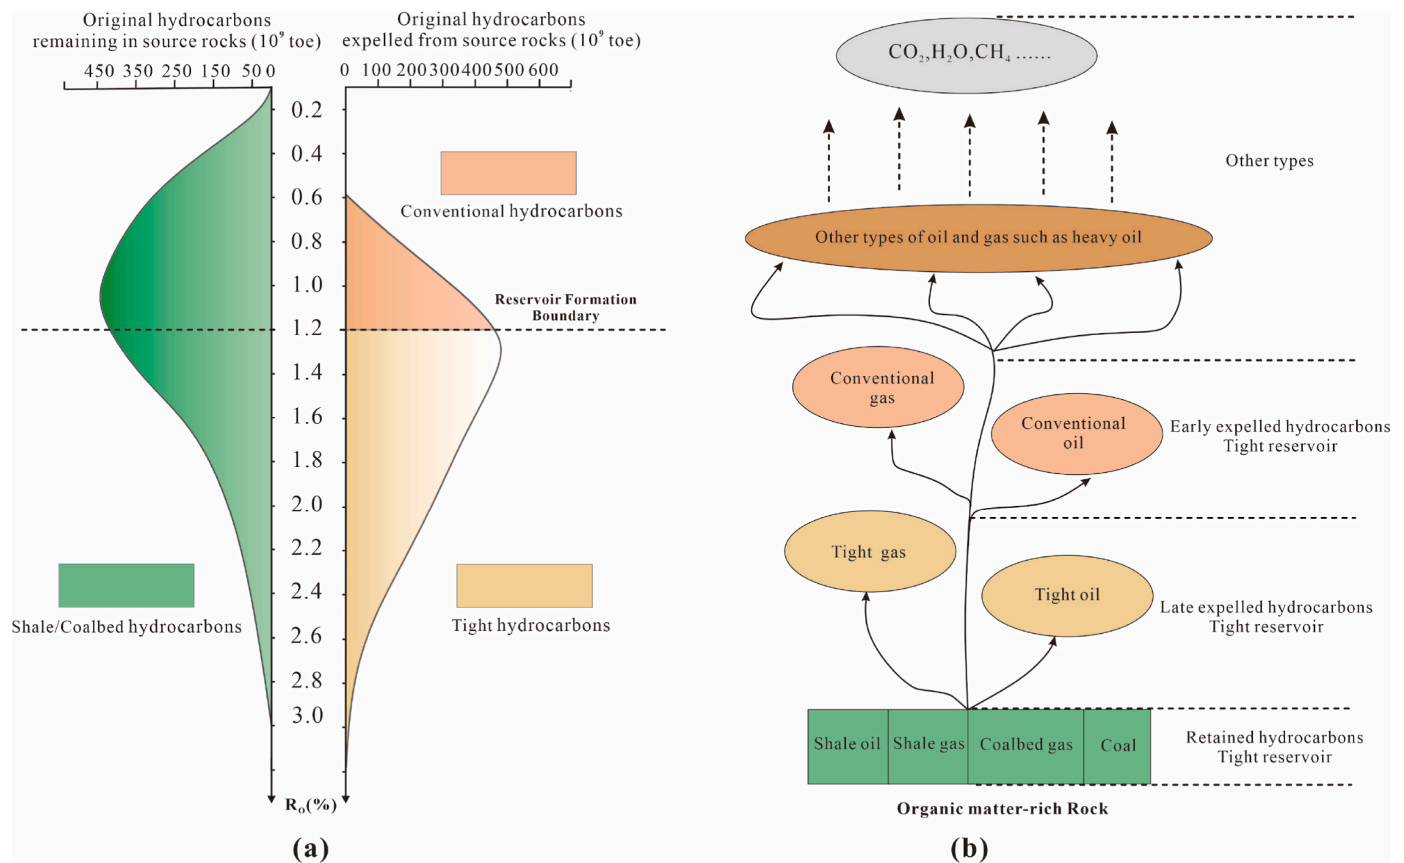 Original hydrocarbons
remaining in source rocks (10⁹ toe)
450 350 250 150 50 0
Original hydrocarbons
expelled from source rocks (10⁹ toe)
0 100 200 300 400 500 600
0.2
0.4
0.6
0.8
1.0
1.2
1.4
1.6
1.8
2.0
2.2
2.4
2.6
2.8
3.0
Rₒ(%)
Conventional hydrocarbons
Reservoir Formation
Boundary
Shale/Coalbed hydrocarbons
Tight hydrocarbons
(a)
CO₂,H₂O,CH₄ ......
Other types
Other types of oil and gas such as heavy oil
Conventional
gas
Conventional
oil
Early expelled hydrocarbons
Tight reservoir
Tight gas
Tight oil
Late expelled hydrocarbons
Tight reservoir
Shale oil
Shale gas
Coalbed gas
Coal
Retained hydrocarbons
Tight reservoir
Organic matter-rich Rock
(b)